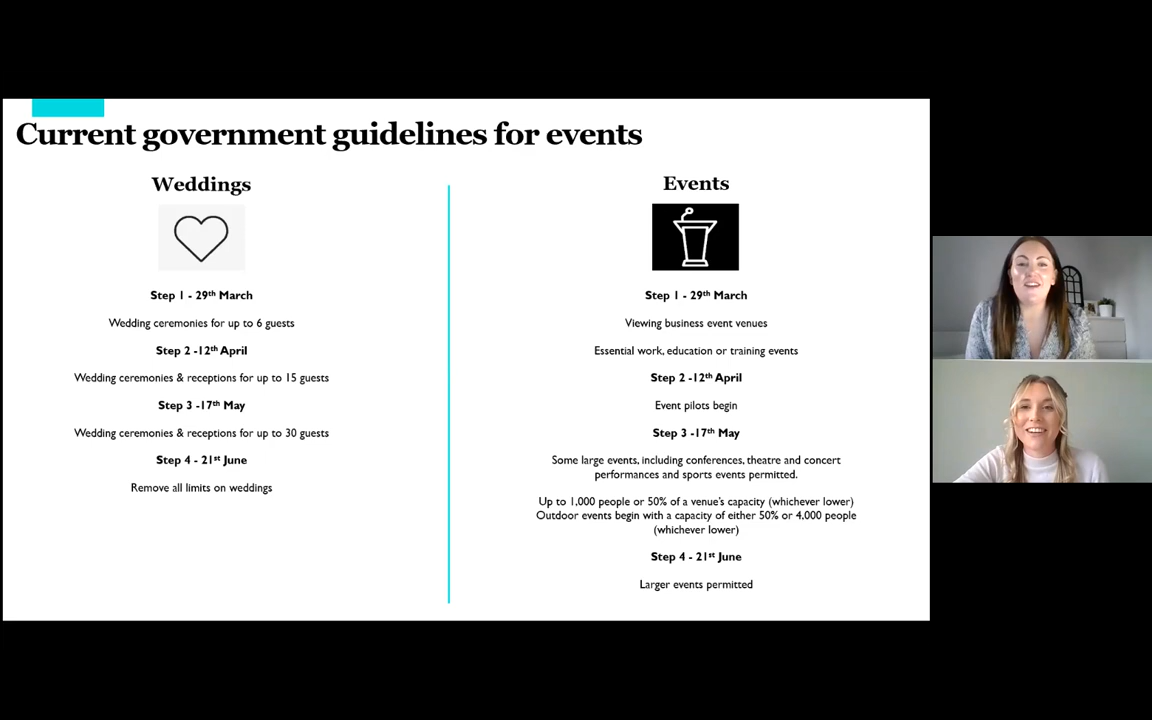 Current government guidelines for events
Weddings
Step 1 - 29th March
Wedding ceremonies for up to 6 guests
Step 2 -12th April
Wedding ceremonies & receptions for up to 15 guests
Step 3 -17th May
Wedding ceremonies & receptions for up to 30 guests
Step 4 - 21st June
Remove all limits on weddings
Events
Step 1 - 29th March
Viewing business event venues
Essential work, education or training events
Step 2 -12th April
Event pilots begin
Step 3 -17th May
Some large events, including conferences, theatre and concert
performances and sports events permitted.
Up to 1,000 people or 50% of a venue's capacity (whichever lower)
Outdoor events begin with a capacity of either 50% or 4,000 people
(whichever lower)
Step 4 - 21st June
Larger events permitted